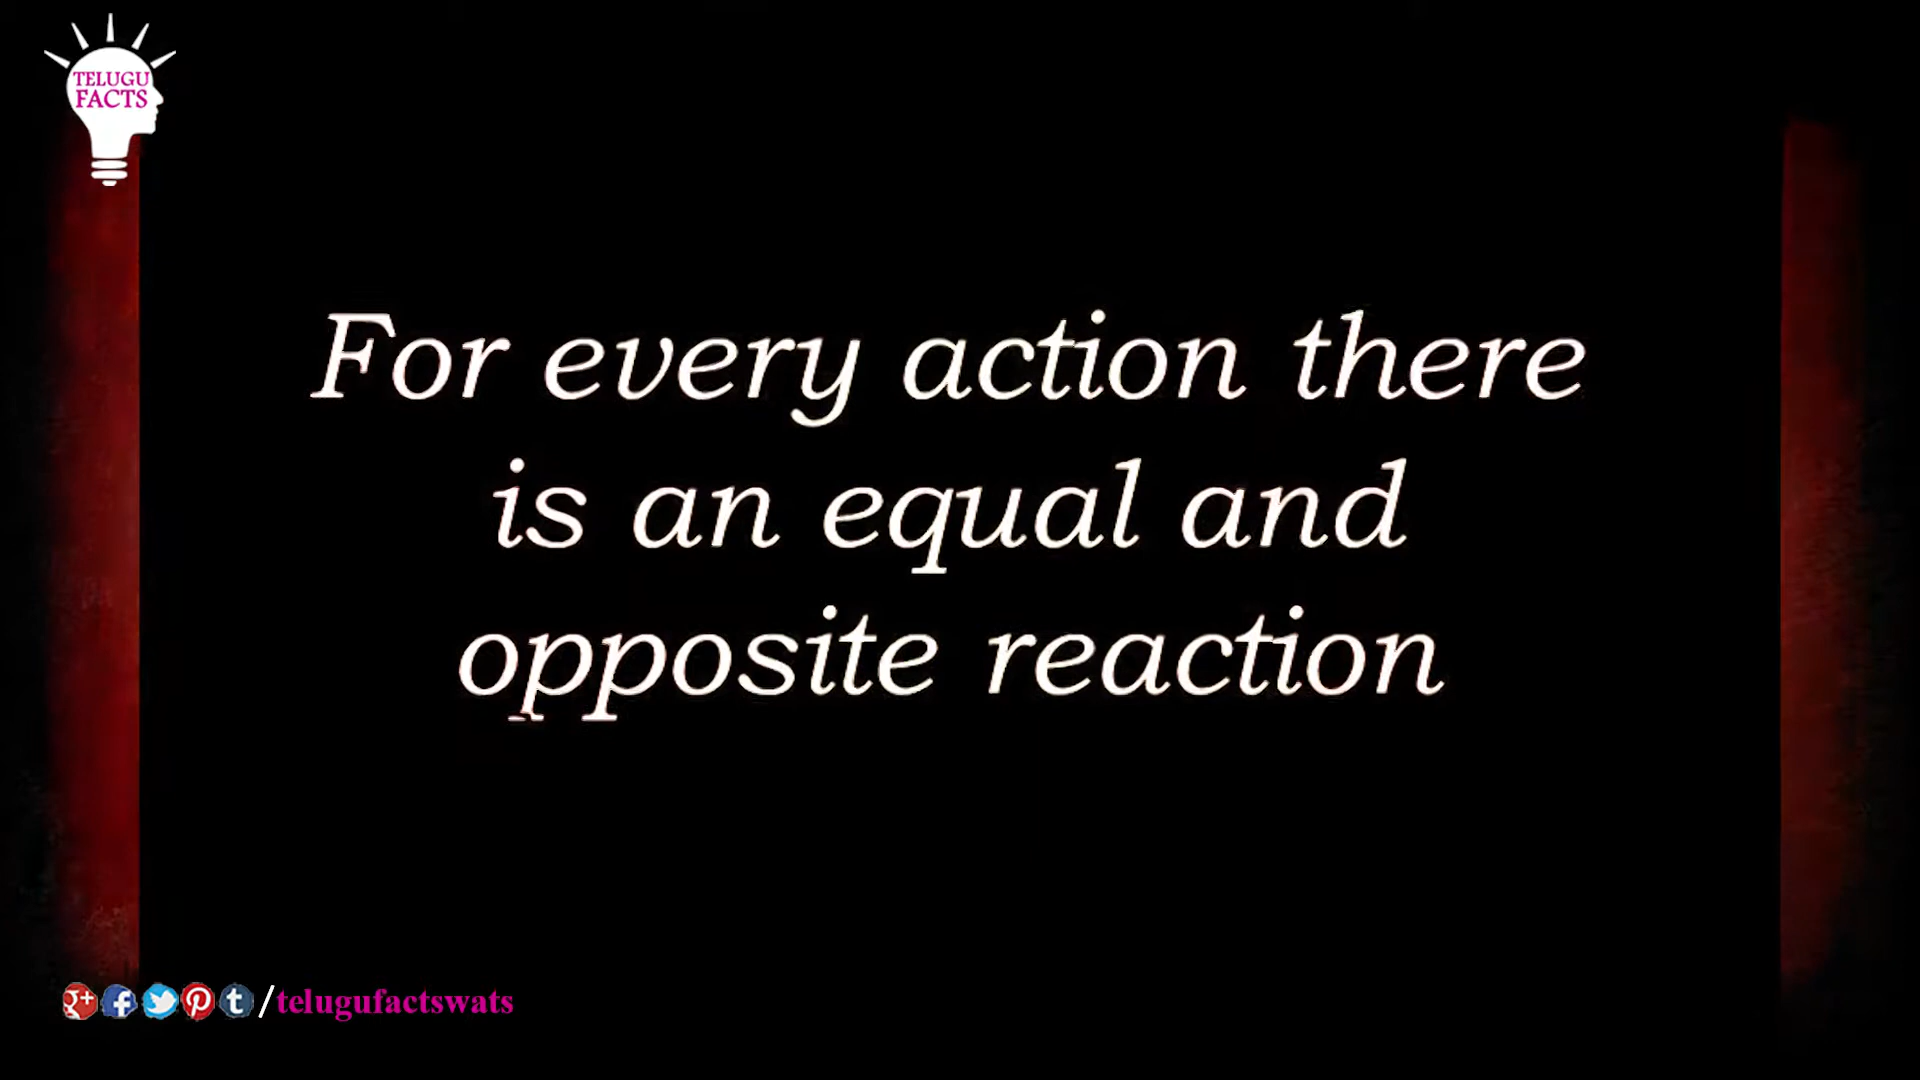 TELUGU
FACTS
For every action there
is an equal and
opposite reaction
/telugufactswats